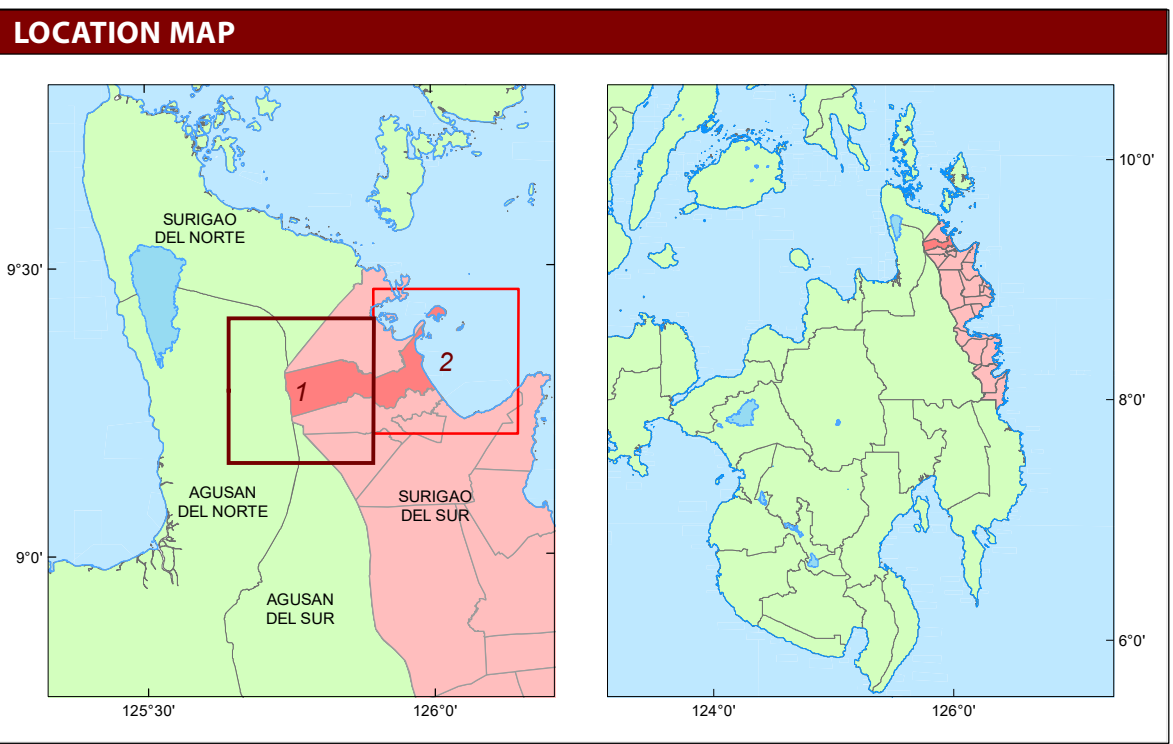 LOCATION MAP
SURIGAO
DEL NORTE
9°30'
1
2
AGUSAN
DEL NORTE
SURIGAO
DEL SUR
9°0'
AGUSAN
DEL SUR
125°30'
126°0'
10°0'
8°0'
6°0'
124°0'
126°0'